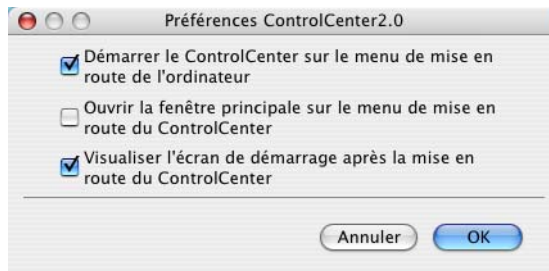 Préférences ControlCenter2.0
Démarrer le ControlCenter sur le menu de mise en
route de l'ordinateur
Ouvrir la fenêtre principale sur le menu de mise en
route du ControlCenter
Visualiser l'écran de démarrage après la mise en
route du ControlCenter
Annuler OK